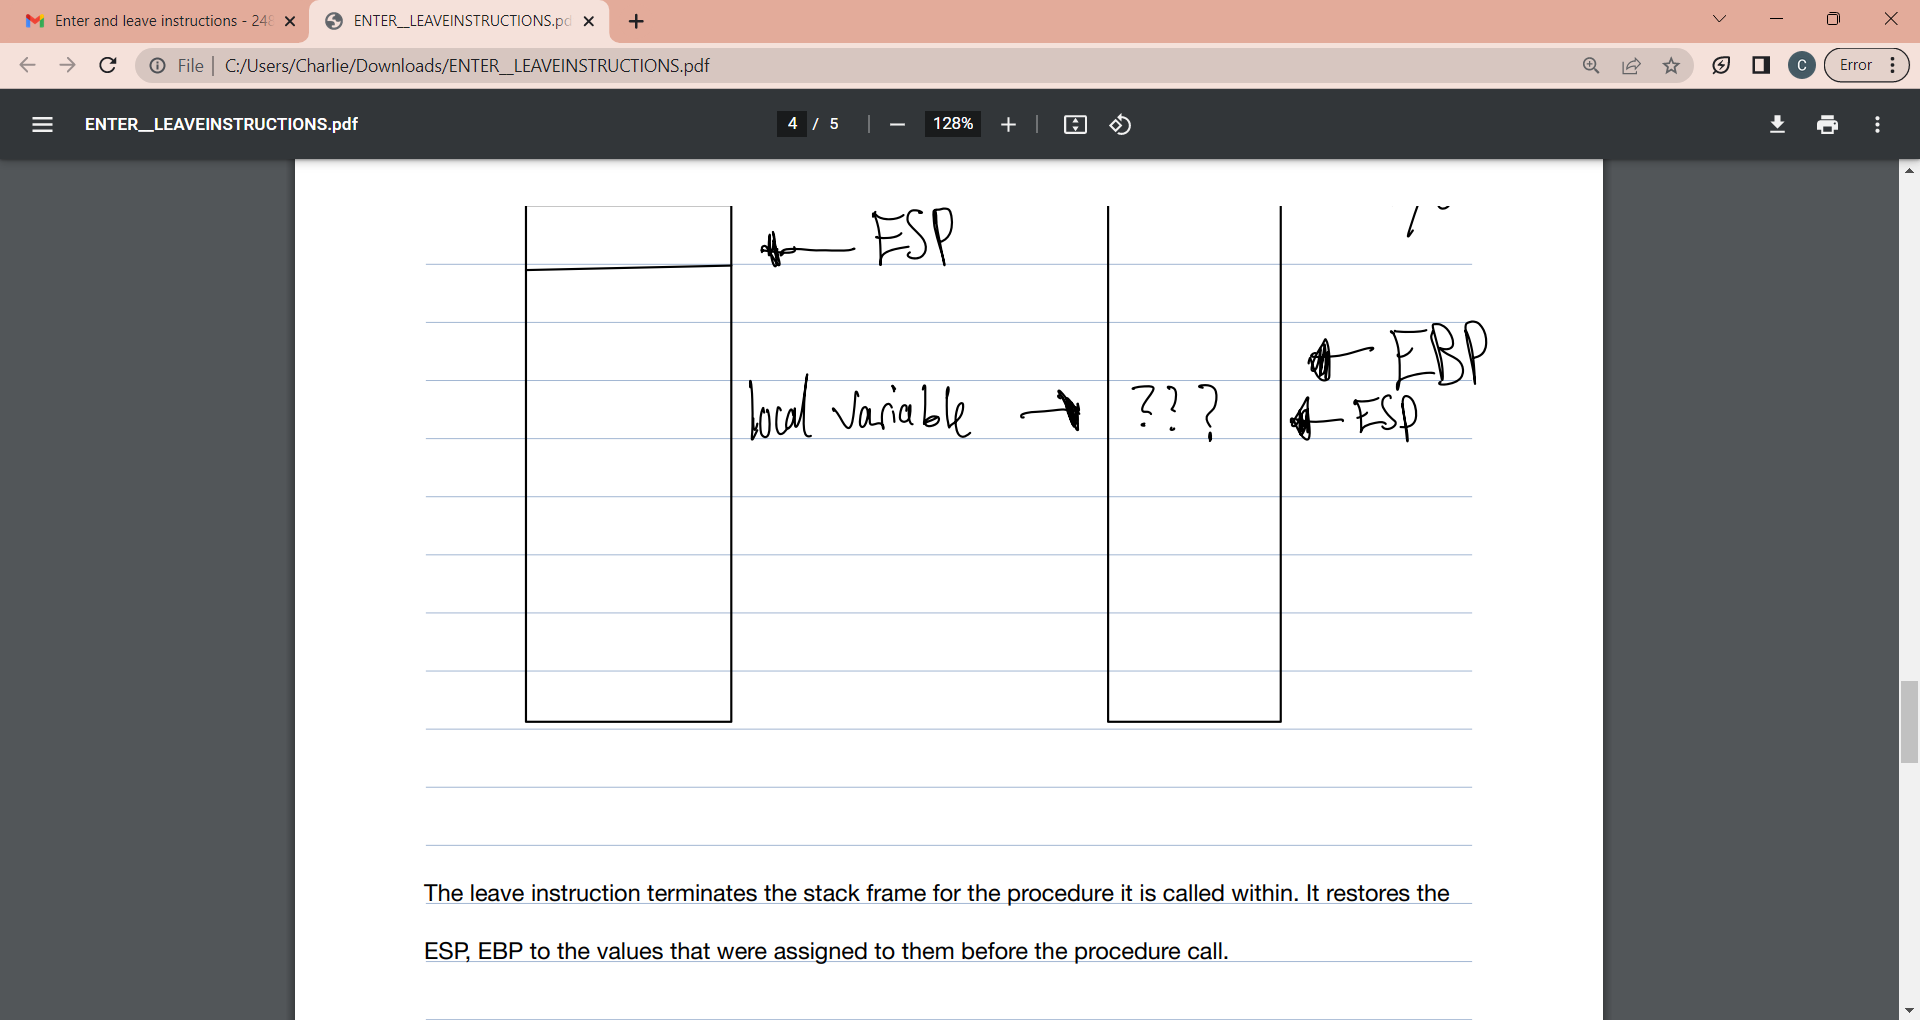 Enter and leave instructions - 248
ENTER__LEAVEINSTRUCTIONS.pd
File
C:/Users/Charlie/Downloads/ENTER__LEAVEINSTRUCTIONS.pdf
C
Error
ENTER__LEAVEINSTRUCTIONS.pdf
4 / 5
128%
ESP
EBP
local variable
???
ESP
The leave instruction terminates the stack frame for the procedure it is called within. It restores the
ESP, EBP to the values that were assigned to them before the procedure call.